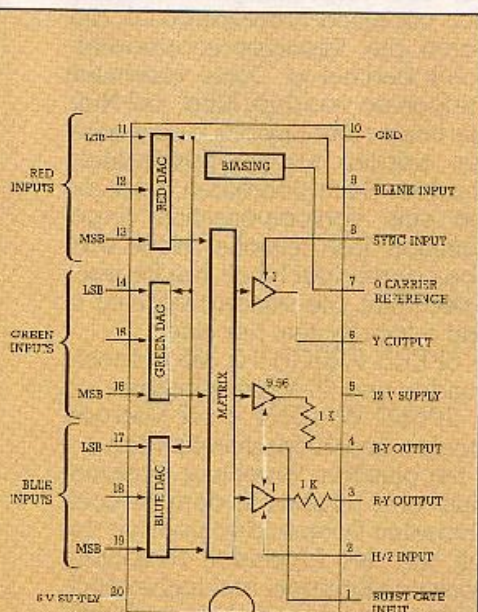 RED
INPUTS
LSB
11
12
MSB
13
RED DAC
BIASING
10
GND
9
BLANK INPUT
8
SYNC INPUT
7
0 CARRIER
REFERENCE
GREEN
INPUTS
LSB
14
15
MSB
16
GREEN DAC
MATRIX
1
6
Y OUTPUT
5
12 V SUPPLY
1 K
4
B-Y OUTPUT
BLUE
INPUTS
LSB
17
18
MSB
19
BLUE DAC
1
1 K
3
R-Y OUTPUT
2
H/2 INPUT
1
BURST GATE
INPUT
V SUPPLY
20